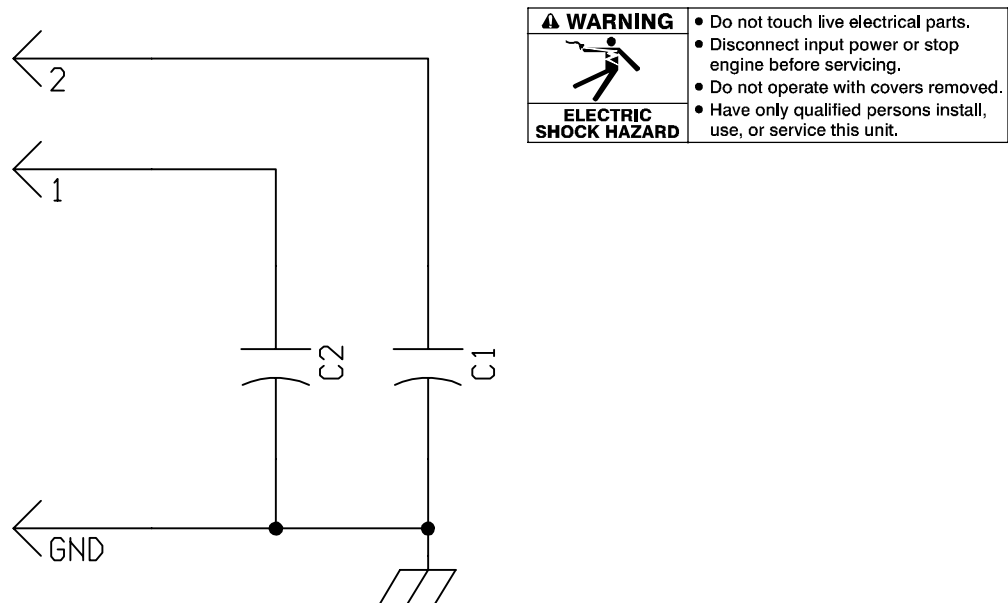 2
1
C2
C1
GND
WARNING
ELECTRIC
SHOCK HAZARD
• Do not touch live electrical parts.
• Disconnect input power or stop
engine before servicing.
• Do not operate with covers removed.
• Have only qualified persons install,
use, or service this unit.